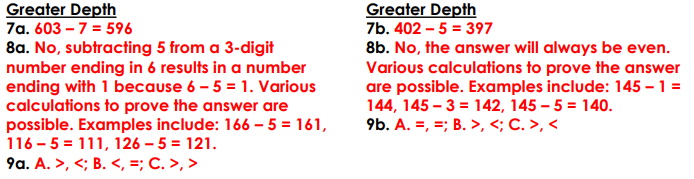 Greater Depth
7a. 603 – 7 = 596
8a. No, subtracting 5 from a 3-digit
number ending in 6 results in a number
ending with 1 because 6 – 5 = 1. Various
calculations to prove the answer are
possible. Examples include: 166 – 5 = 161,
116 – 5 = 111, 126 – 5 = 121.
9a. A. >, <; B. <, =; C. >, >
Greater Depth
7b. 402 – 5 = 397
8b. No, the answer will always be even.
Various calculations to prove the answer
are possible. Examples include: 145 – 1 =
144, 145 – 3 = 142, 145 – 5 = 140.
9b. A. =, =; B. >, <; C. >, <